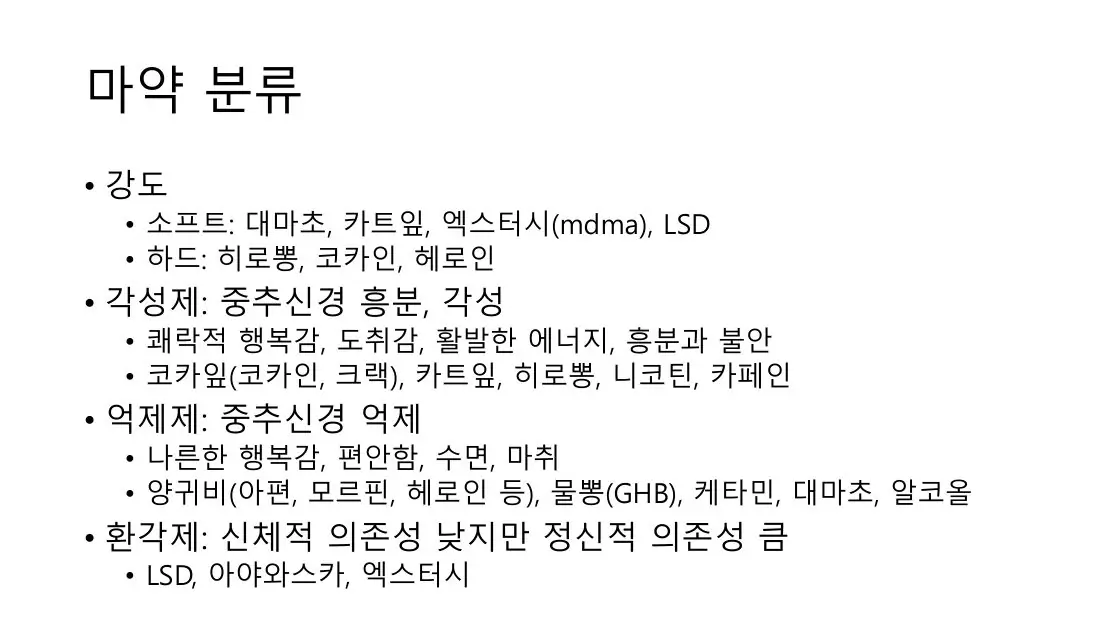 마약 분류
• 강도
• 소프트: 대마초, 카트잎, 엑스터시(mdma), LSD
• 하드: 히로뽕, 코카인, 헤로인
• 각성제: 중추신경 흥분, 각성
• 쾌락적 행복감, 도취감, 활발한 에너지, 흥분과 불안
• 코카잎(코카인, 크랙), 카트잎, 히로뽕, 니코틴, 카페인
• 억제제: 중추신경 억제
• 나른한 행복감, 편안함, 수면, 마취
• 양귀비(아편, 모르핀, 헤로인 등), 물뽕(GHB), 케타민, 대마초, 알코올
• 환각제: 신체적 의존성 낮지만 정신적 의존성 큼
• LSD, 아야와스카, 엑스터시